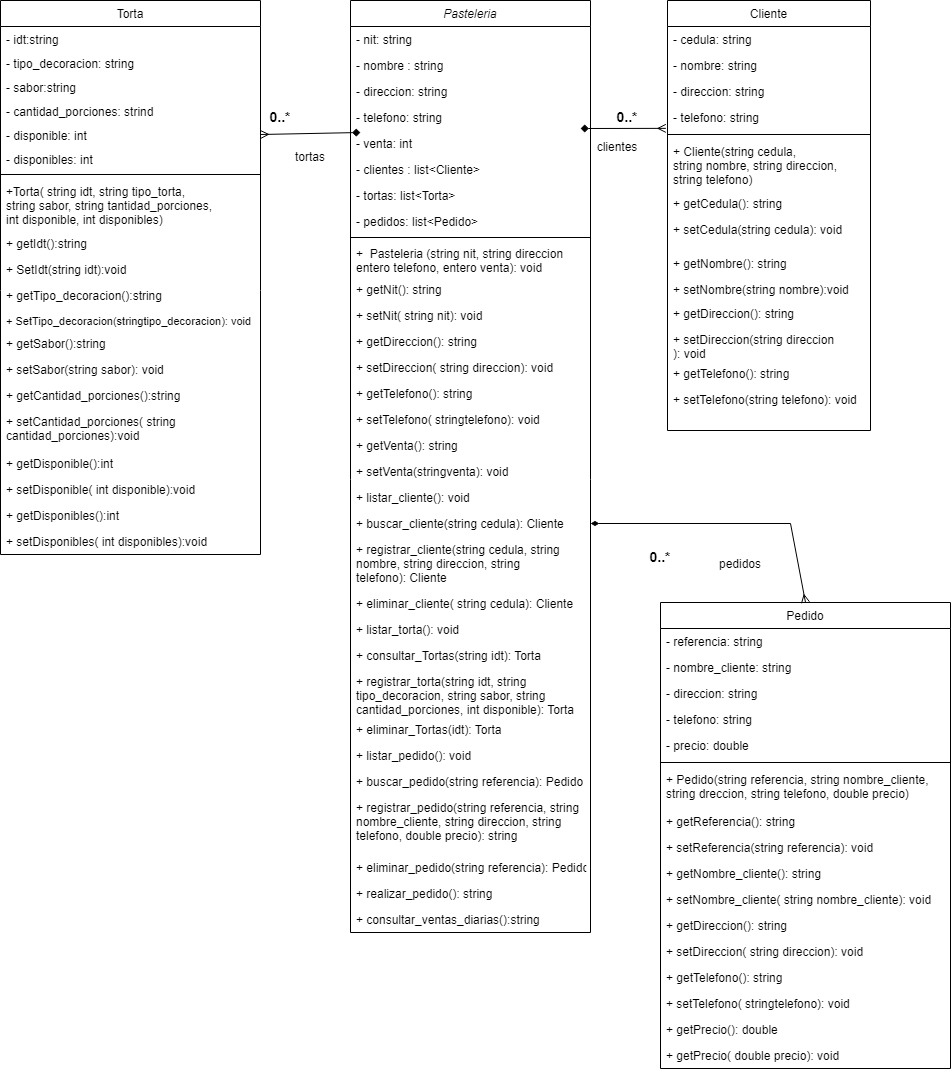 Torta
- idt:string
- tipo_decoracion: string
- sabor:string
- cantidad_porciones: strind
- disponible: int
- disponibles: int
+Torta( string idt, string tipo_torta,
string sabor, string tantidad_porciones,
int disponible, int disponibles)
+ getIdt():string
+ SetIdt(string idt):void
+ getTipo_decoracion():string
+ SetTipo_decoracion(stringtipo_decoracion): void
+ getSabor():string
+ setSabor(string sabor): void
+ getCantidad_porciones():string
+ setCantidad_porciones( string
cantidad_porciones):void
+ getDisponible():int
+ setDisponible( int disponible):void
+ getDisponibles():int
+ setDisponibles( int disponibles):void
0..*
tortas
Pasteleria
- nit: string
- nombre : string
- direccion: string
- telefono: string
- venta: int
- clientes : list<Cliente>
- tortas: list<Torta>
- pedidos: list<Pedido>
+  Pasteleria (string nit, string direccion
entero telefono, entero venta): void
+ getNit(): string
+ setNit( string nit): void
+ getDireccion(): string
+ setDireccion( string direccion): void
+ getTelefono(): string
+ setTelefono( stringtelefono): void
+ getVenta(): string
+ setVenta(stringventa): void
+ listar_cliente(): void
+ buscar_cliente(string cedula): Cliente
+ registrar_cliente(string cedula, string
nombre, string direccion, string
telefono): Cliente
+ eliminar_cliente( string cedula): Cliente
+ listar_torta(): void
+ consultar_Tortas(string idt): Torta
+ registrar_torta(string idt, string
tipo_decoracion, string sabor, string
cantidad_porciones, int disponible): Torta
+ eliminar_Tortas(idt): Torta
+ listar_pedido(): void
+ buscar_pedido(string referencia): Pedido
+ registrar_pedido(string referencia, string
nombre_cliente, string direccion, string
telefono, double precio): string
+ eliminar_pedido(string referencia): Pedido
+ realizar_pedido(): string
+ consultar_ventas_diarias():string
0..*
clientes
Cliente
- cedula: string
- nombre: string
- direccion: string
- telefono: string
+ Cliente(string cedula,
string nombre, string direccion,
string telefono)
+ getCedula(): string
+ setCedula(string cedula): void
+ getNombre(): string
+ setNombre(string nombre):void
+ getDireccion(): string
+ setDireccion(string direccion
): void
+ getTelefono(): string
+ setTelefono(string telefono): void
0..*
pedidos
Pedido
- referencia: string
- nombre_cliente: string
- direccion: string
- telefono: string
- precio: double
+ Pedido(string referencia, string nombre_cliente,
string dreccion, string telefono, double precio)
+ getReferencia(): string
+ setReferencia(string referencia): void
+ getNombre_cliente(): string
+ setNombre_cliente( string nombre_cliente): void
+ getDireccion(): string
+ setDireccion( string direccion): void
+ getTelefono(): string
+ setTelefono( stringtelefono): void
+ getPrecio(): double
+ getPrecio( double precio): void